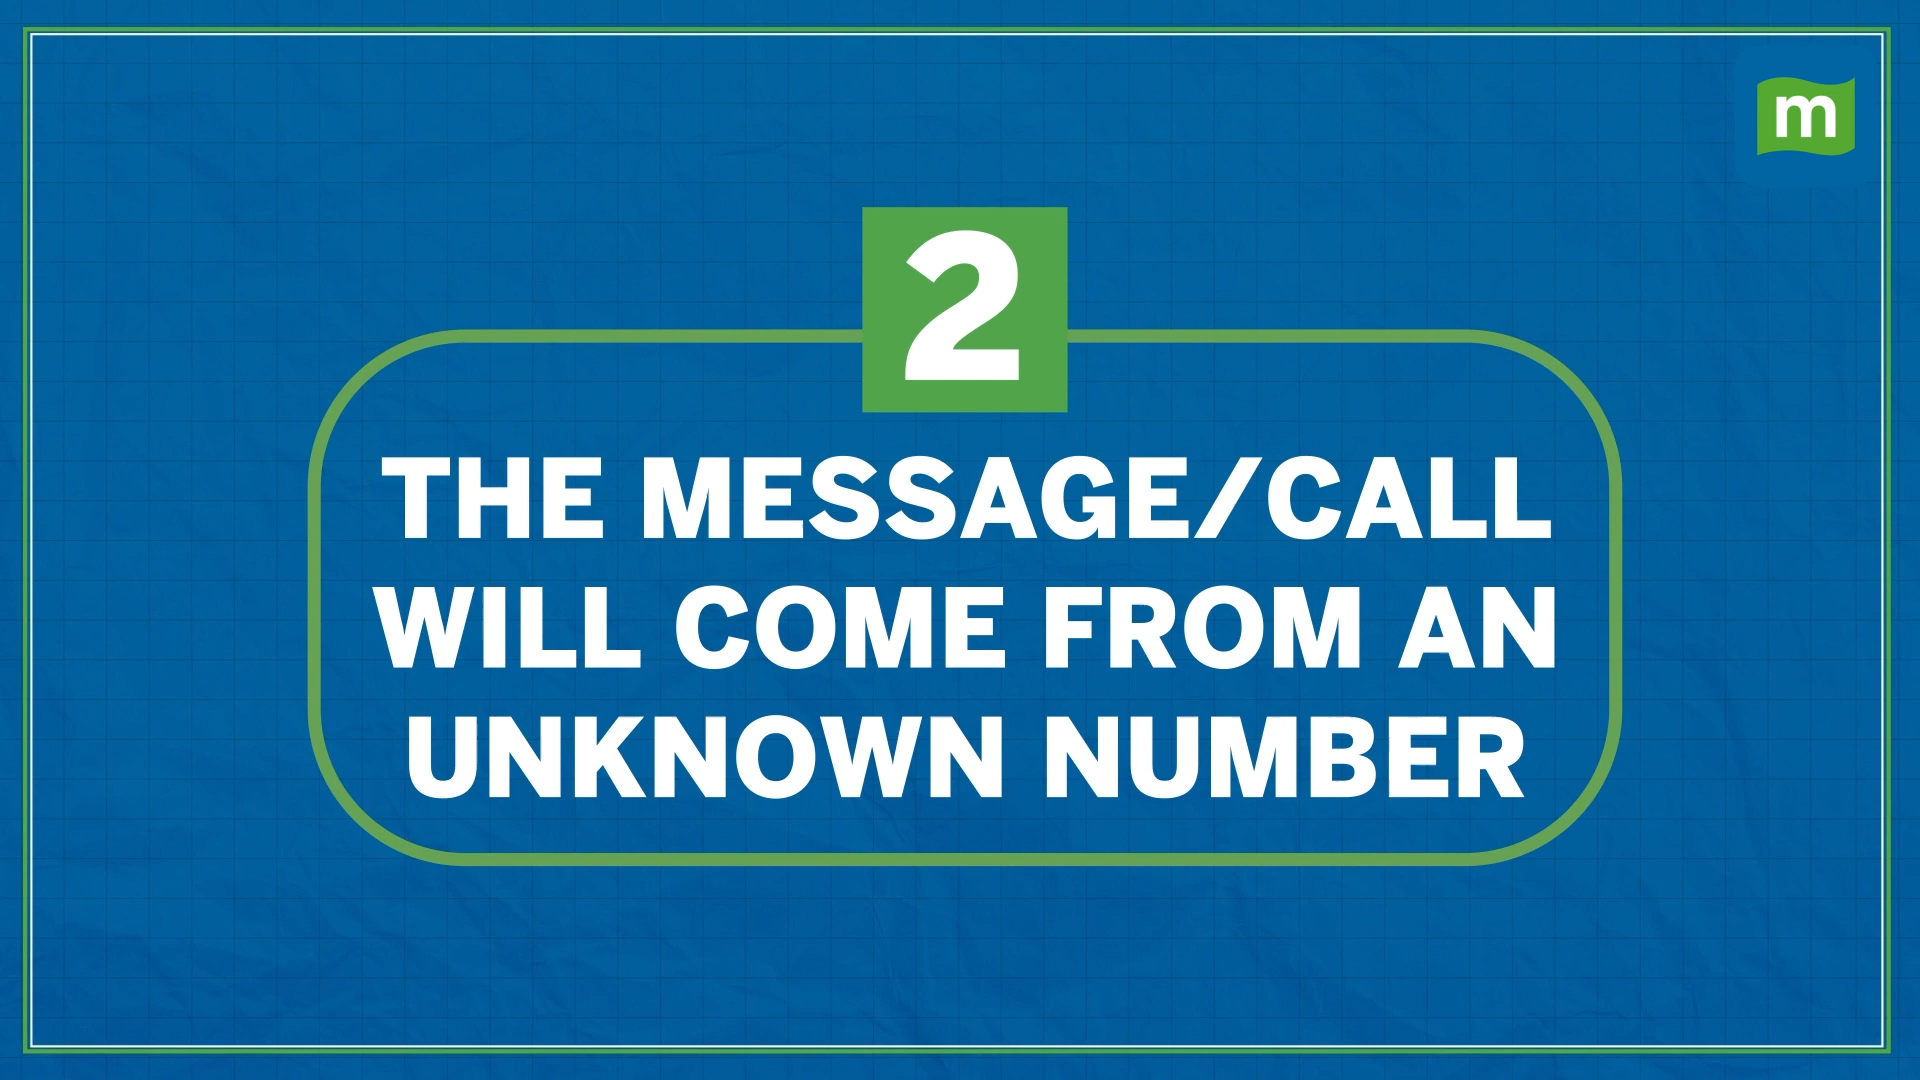 m
2
THE MESSAGE/CALL
WILL COME FROM AN
UNKNOWN NUMBER